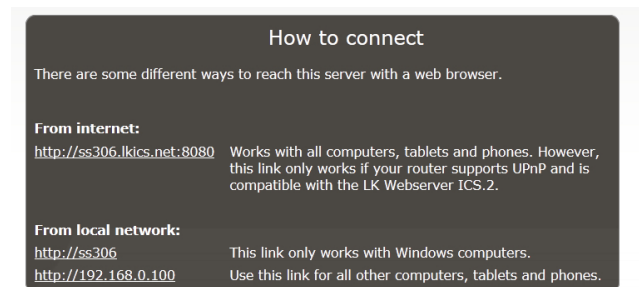 How to connect
There are some different ways to reach this server with a web browser.
From internet:
http://ss306.lkics.net:8080 Works with all computers, tablets and phones. However,
this link only works if your router supports UPnP and is
compatible with the LK Webserver ICS.2.
From local network:
http://ss306 This link only works with Windows computers.
http://192.168.0.100 Use this link for all other computers, tablets and phones.